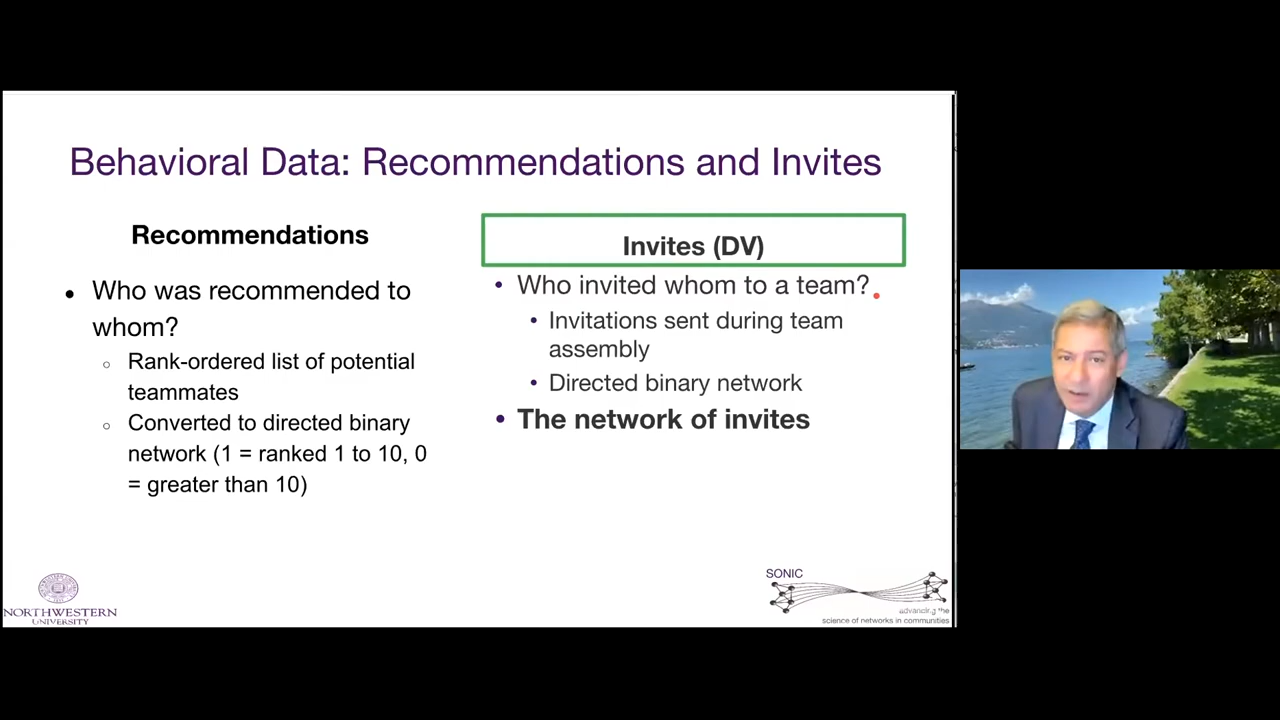 Behavioral Data: Recommendations and Invites
Recommendations
• Who was recommended to
whom?
○ Rank-ordered list of potential
teammates
○ Converted to directed binary
network (1 = ranked 1 to 10, 0
= greater than 10)
Invites (DV)
• Who invited whom to a team?
• Invitations sent during team
assembly
• Directed binary network
• The network of invites
NORTHWESTERN
UNIVERSITY
SONIC
advancing the
science of networks in communities